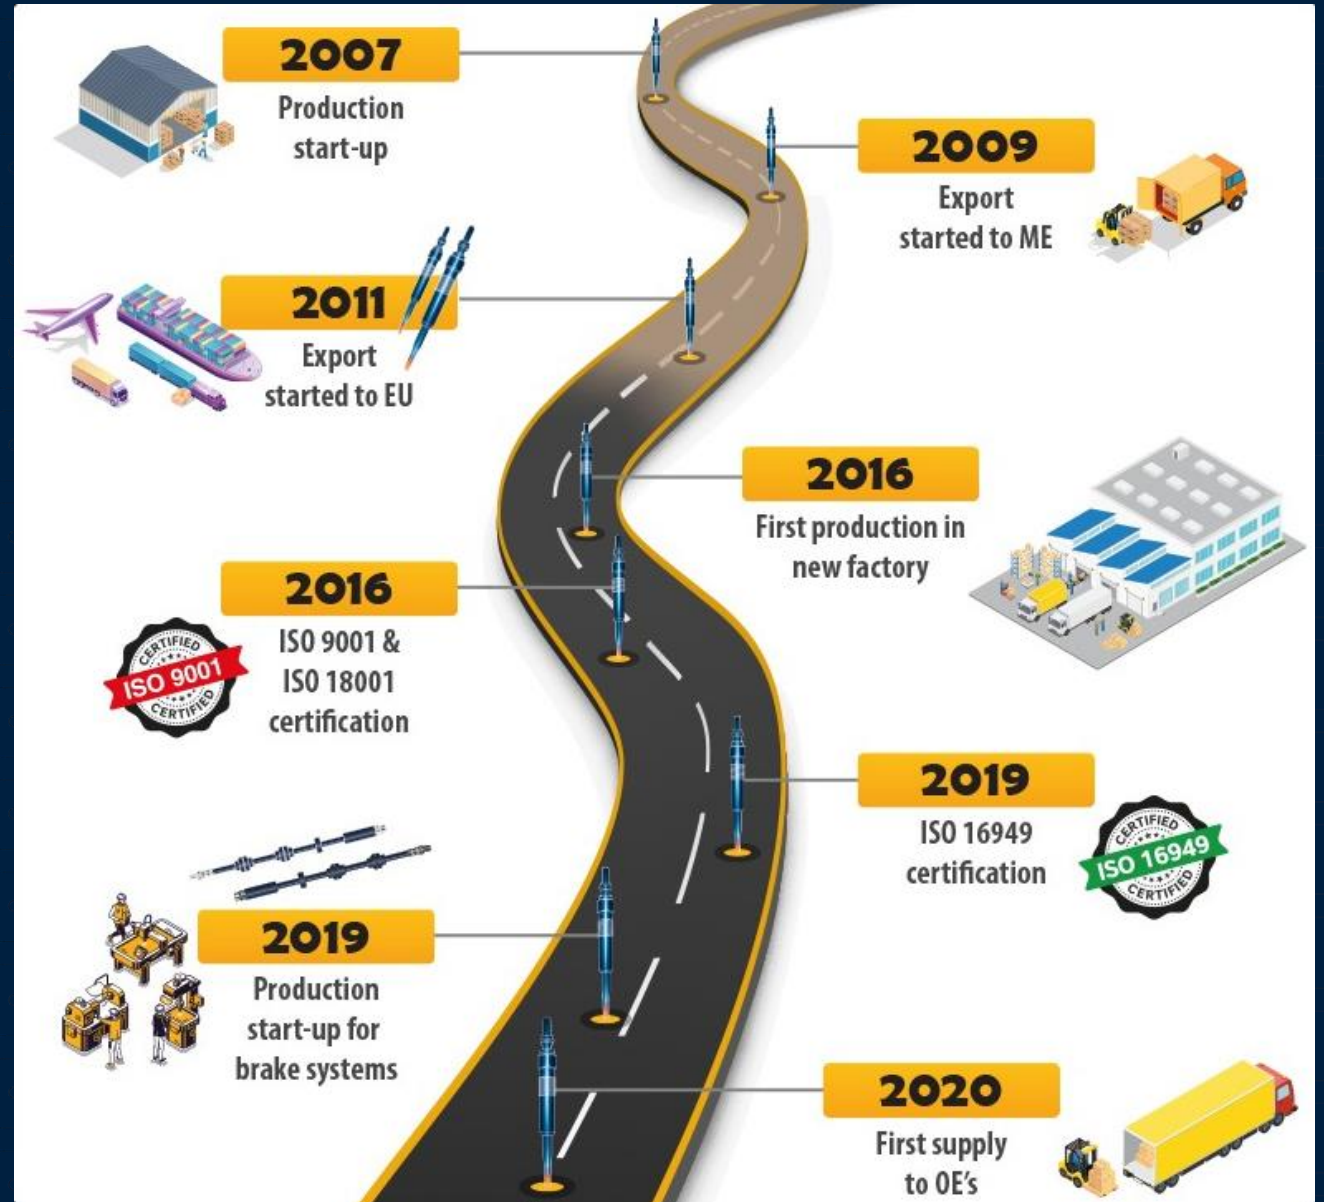 2007
Production
start-up
2009
Export
started to ME
2011
Export
started to EU
2016
First production in
new factory
2016
ISO 9001 &
ISO 18001
certification
CERTIFIED
ISO 9001
CERTIFIED
2019
ISO 16949
certification
CERTIFIED
ISO 16949
CERTIFIED
2019
Production
start-up for
brake systems
2020
First supply
to OE's